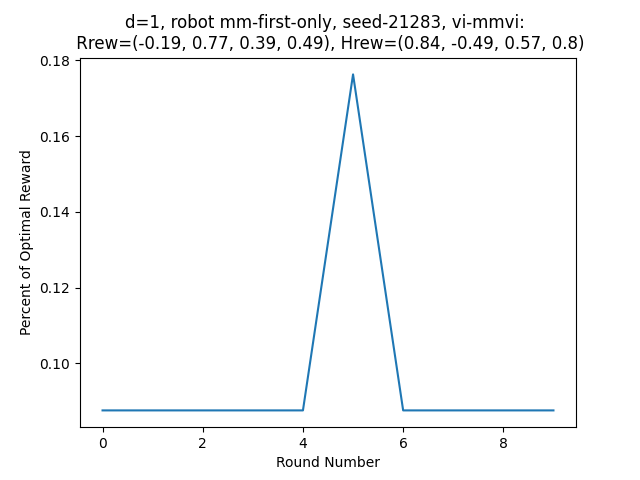 d=1, robot mm-first-only, seed-21283, vi-mmvi:
Rrew=(-0.19, 0.77, 0.39, 0.49), Hrew=(0.84, -0.49, 0.57, 0.8)
0.18
0.16
0.14
0.12
0.10
Percent of Optimal Reward
0 2 4 6 8
Round Number